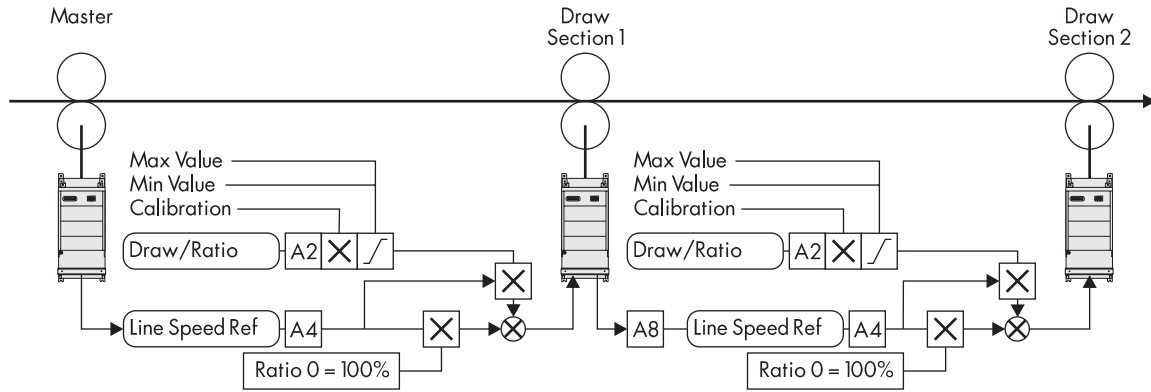 Master
Draw
Section 1
Draw
Section 2
Max Value
Min Value
Calibration
Draw/Ratio
A2
Line Speed Ref
A4
Ratio 0 = 100%
Max Value
Min Value
Calibration
Draw/Ratio
A2
A8
Line Speed Ref
A4
Ratio 0 = 100%